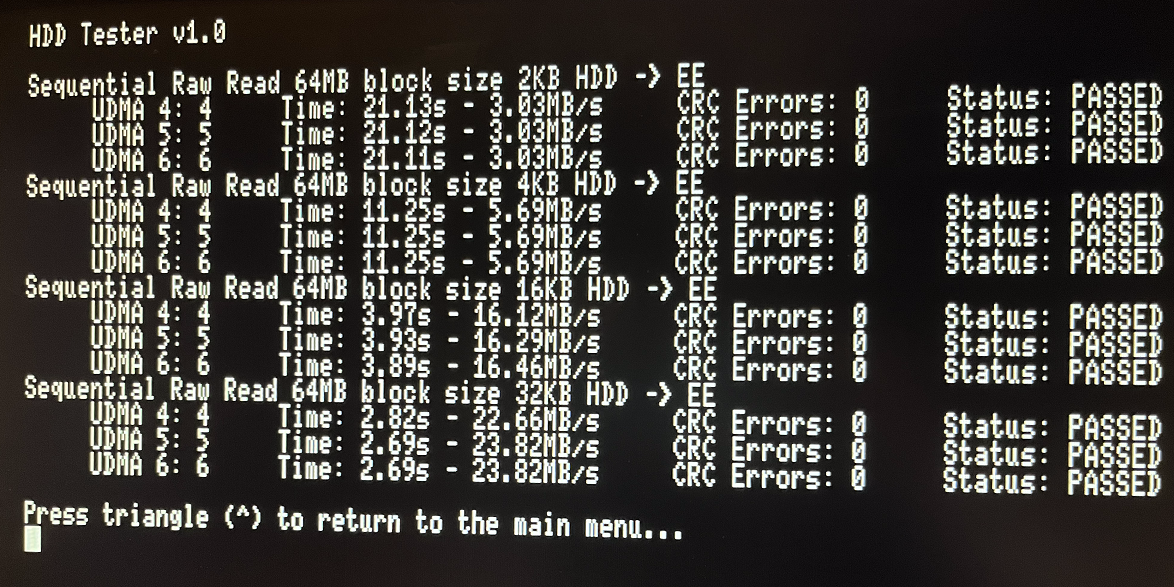 HDD Tester v1.0
Sequential Raw Read 64MB block size 2KB HDD -> EE
UDMA 4: 4 Time: 21.13s - 3.03MB/s CRC Errors: 0 Status: PASSED
UDMA 5: 5 Time: 21.12s - 3.03MB/s CRC Errors: 0 Status: PASSED
UDMA 6: 6 Time: 21.11s - 3.03MB/s CRC Errors: 0 Status: PASSED
Sequential Raw Read 64MB block size 4KB HDD -> EE
UDMA 4: 4 Time: 11.25s - 5.69MB/s CRC Errors: 0 Status: PASSED
UDMA 5: 5 Time: 11.25s - 5.69MB/s CRC Errors: 0 Status: PASSED
UDMA 6: 6 Time: 11.25s - 5.69MB/s CRC Errors: 0 Status: PASSED
Sequential Raw Read 64MB block size 16KB HDD -> EE
UDMA 4: 4 Time: 3.97s - 16.12MB/s CRC Errors: 0 Status: PASSED
UDMA 5: 5 Time: 3.93s - 16.29MB/s CRC Errors: 0 Status: PASSED
UDMA 6: 6 Time: 3.89s - 16.46MB/s CRC Errors: 0 Status: PASSED
Sequential Raw Read 64MB block size 32KB HDD -> EE
UDMA 4: 4 Time: 2.82s - 22.66MB/s CRC Errors: 0 Status: PASSED
UDMA 5: 5 Time: 2.69s - 23.82MB/s CRC Errors: 0 Status: PASSED
UDMA 6: 6 Time: 2.69s - 23.82MB/s CRC Errors: 0 Status: PASSED
Press triangle (^) to return to the main menu...